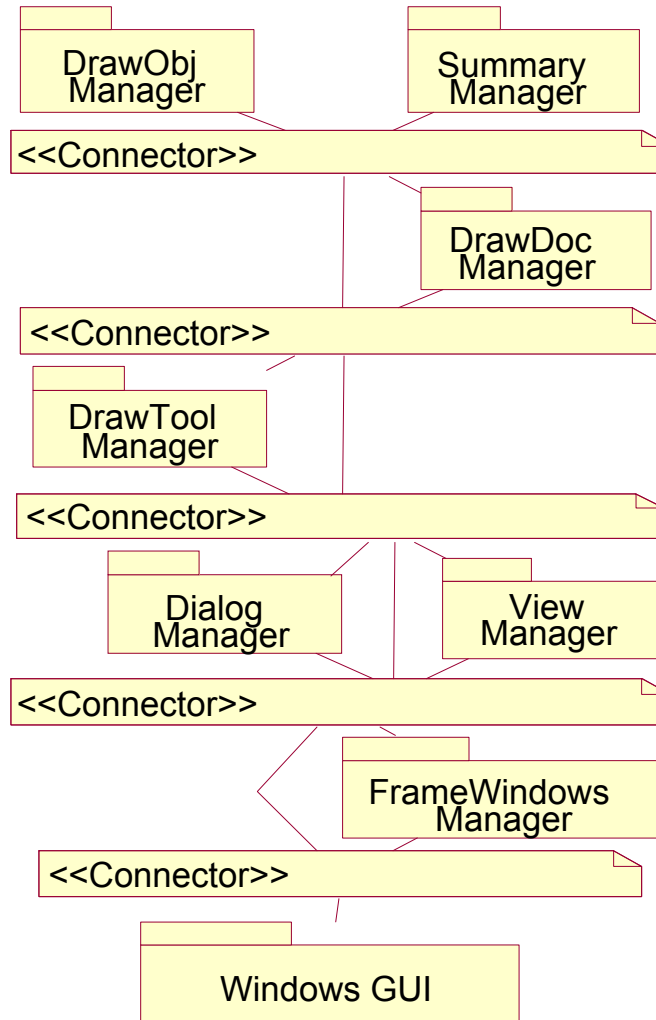 DrawObj
Manager
Summary
Manager
<<Connector>>
DrawDoc
Manager
<<Connector>>
DrawTool
Manager
<<Connector>>
Dialog
Manager
View
Manager
<<Connector>>
FrameWindows
Manager
<<Connector>>
Windows GUI